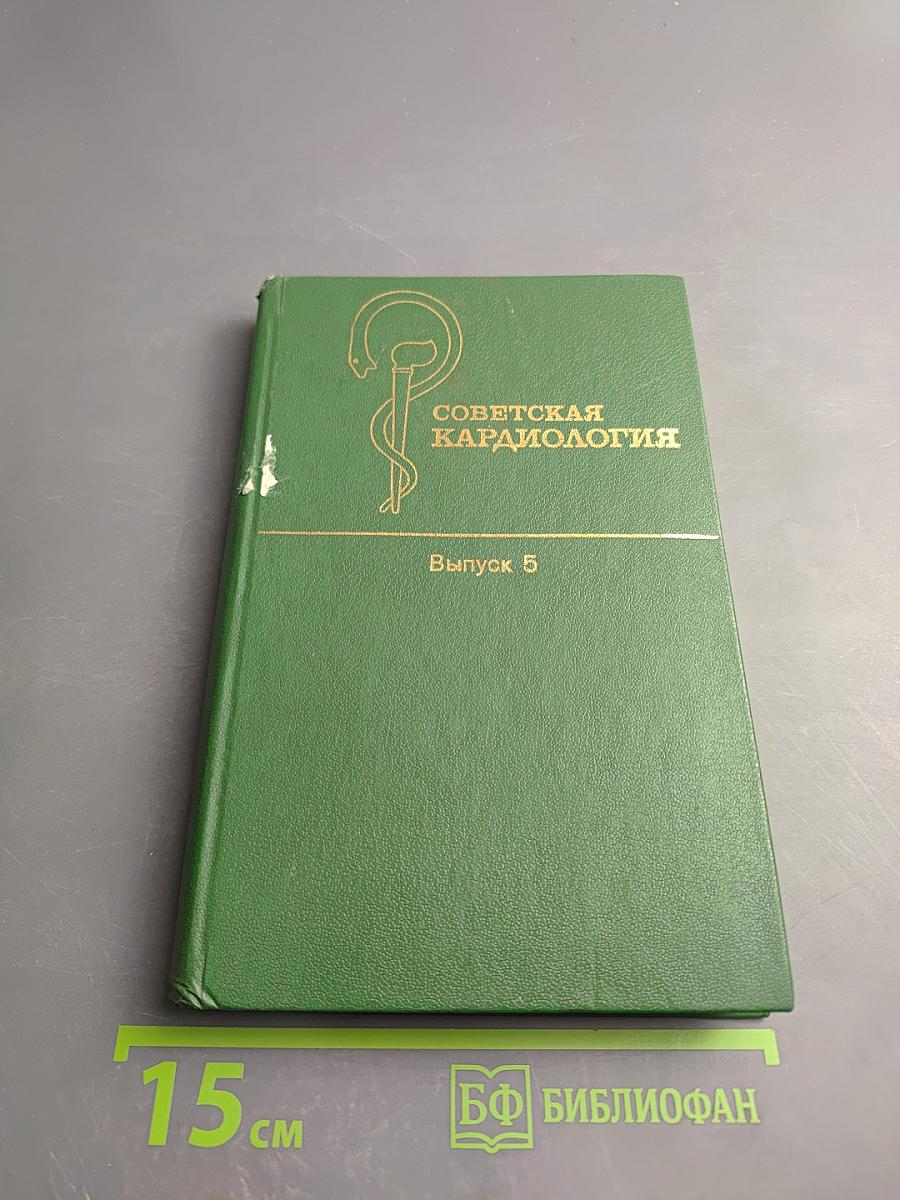 СОВЕТСКАЯ
КАРДИОЛОГИЯ
Выпуск 5
15 см
БФ БИБЛИОФАН